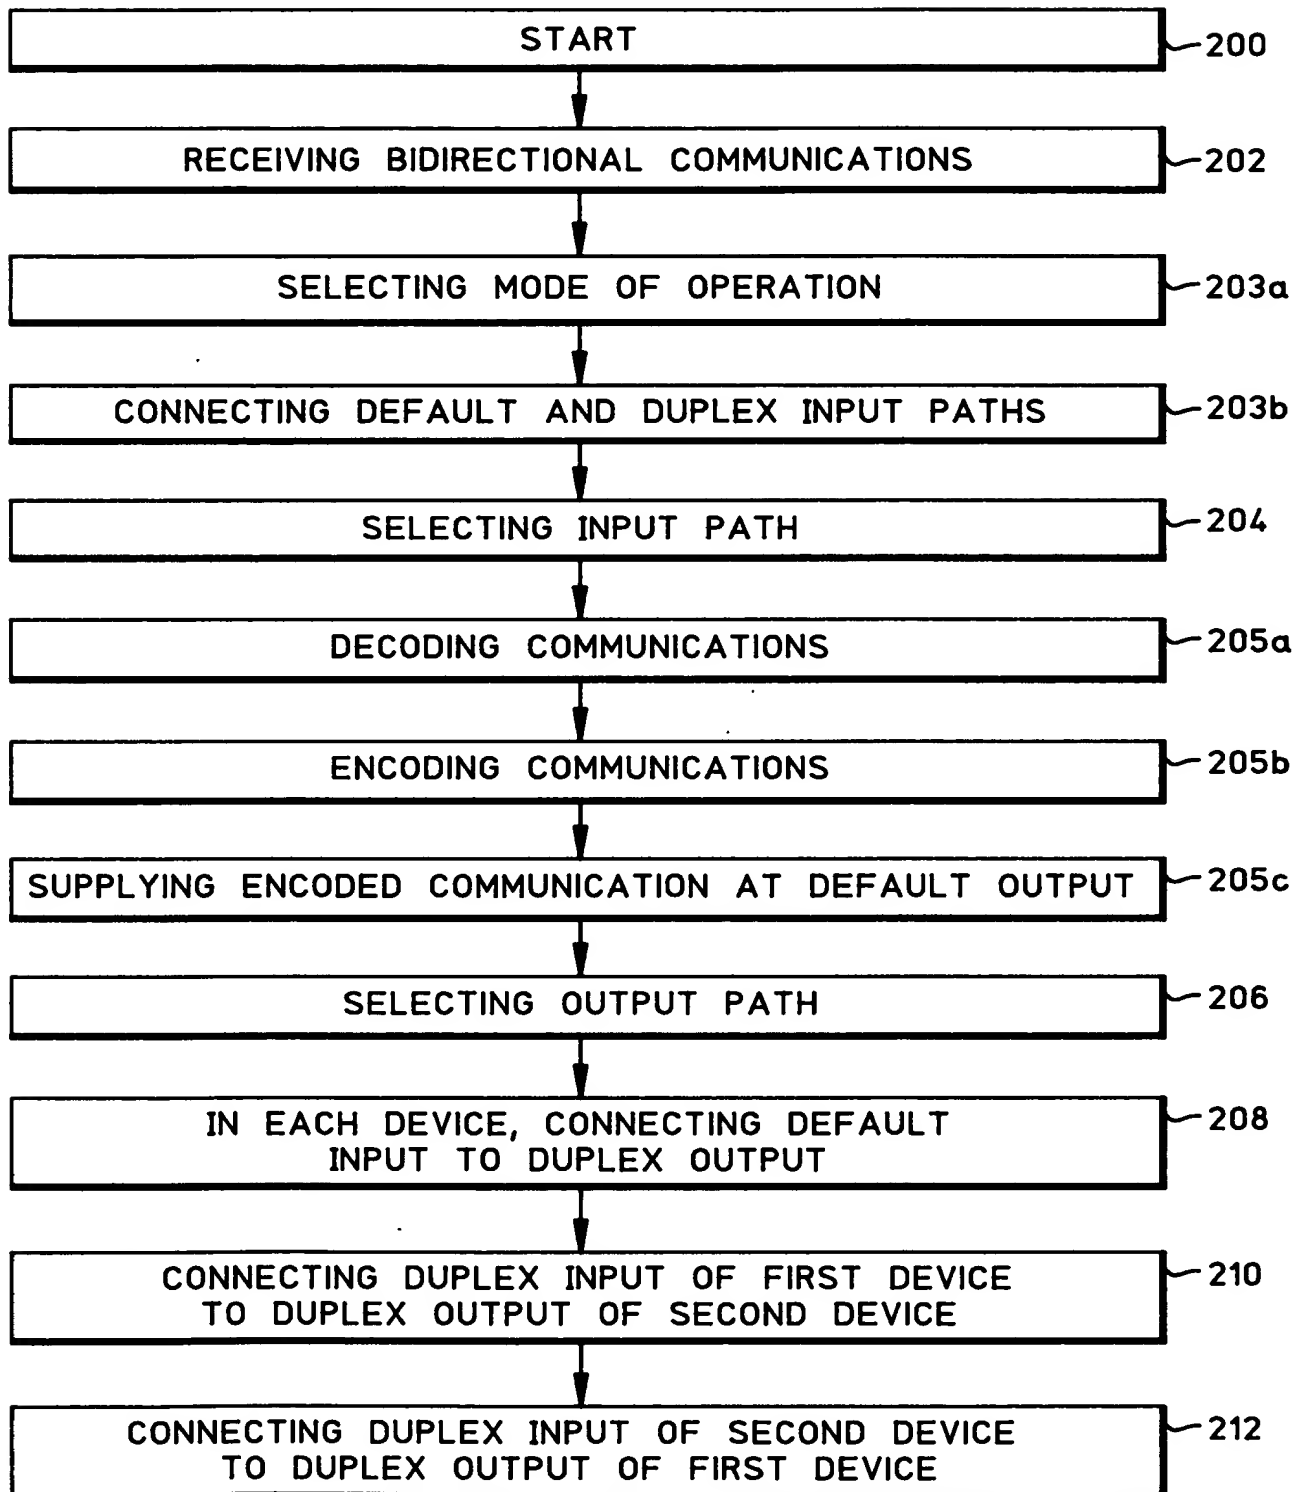 START
200
RECEIVING BIDIRECTIONAL COMMUNICATIONS
202
SELECTING MODE OF OPERATION
203a
CONNECTING DEFAULT AND DUPLEX INPUT PATHS
203b
SELECTING INPUT PATH
204
DECODING COMMUNICATIONS
205a
ENCODING COMMUNICATIONS
205b
SUPPLYING ENCODED COMMUNICATION AT DEFAULT OUTPUT
205c
SELECTING OUTPUT PATH
206
IN EACH DEVICE, CONNECTING DEFAULT
INPUT TO DUPLEX OUTPUT
208
CONNECTING DUPLEX INPUT OF FIRST DEVICE
TO DUPLEX OUTPUT OF SECOND DEVICE
210
CONNECTING DUPLEX INPUT OF SECOND DEVICE
TO DUPLEX OUTPUT OF FIRST DEVICE
212